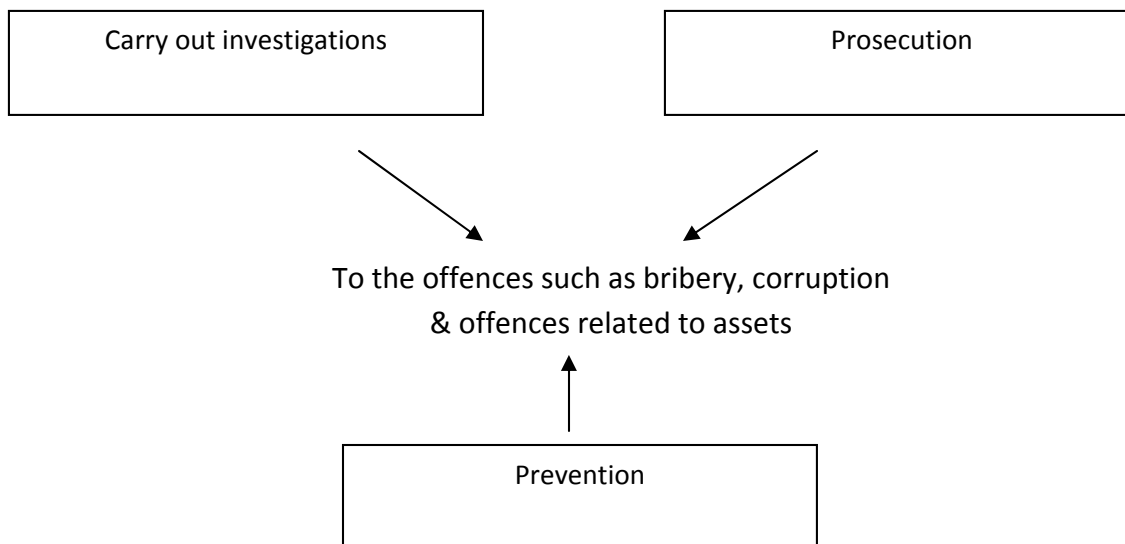 Carry out investigations
Prosecution
To the offences such as bribery, corruption
& offences related to assets
Prevention